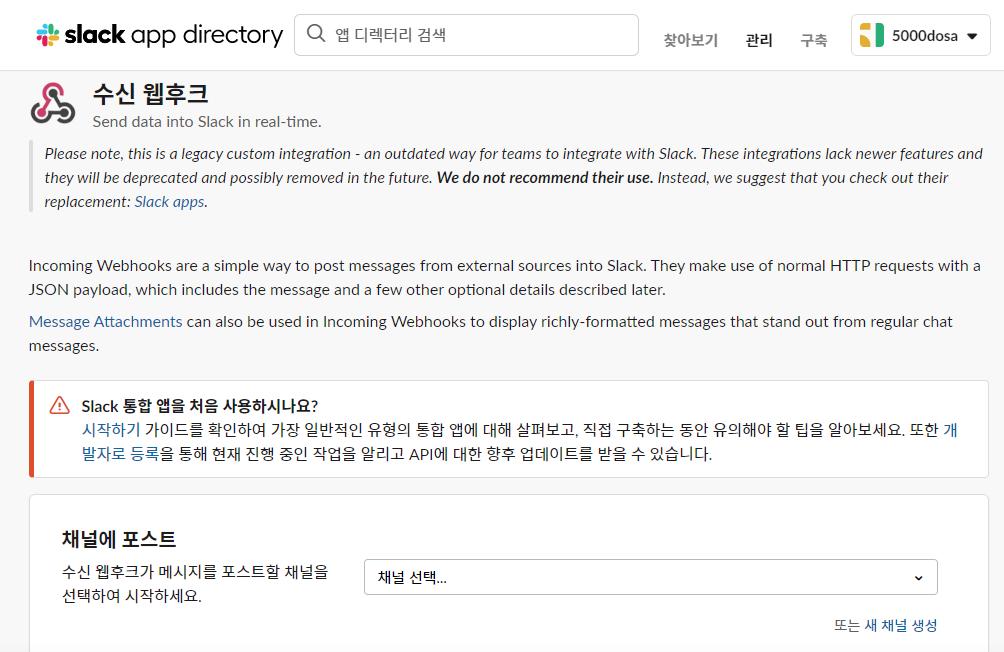 slack app directory
앱 디렉터리 검색
찾아보기
관리
구축
5000dosa
수신 웹후크
Send data into Slack in real-time.
Please note, this is a legacy custom integration - an outdated way for teams to integrate with Slack. These integrations lack newer features and
they will be deprecated and possibly removed in the future. We do not recommend their use. Instead, we suggest that you check out their
replacement: Slack apps.
Incoming Webhooks are a simple way to post messages from external sources into Slack. They make use of normal HTTP requests with a
JSON payload, which includes the message and a few other optional details described later.
Message Attachments can also be used in Incoming Webhooks to display richly-formatted messages that stand out from regular chat
messages.
Slack 통합 앱을 처음 사용하시나요?
시작하기 가이드를 확인하여 가장 일반적인 유형의 통합 앱에 대해 살펴보고, 직접 구축하는 동안 유의해야 할 팁을 알아보세요. 또한 개
발자로 등록을 통해 현재 진행 중인 작업을 알리고 API에 대한 향후 업데이트를 받을 수 있습니다.
채널에 포스트
수신 웹후크가 메시지를 포스트할 채널을
선택하여 시작하세요.
채널 선택...
또는 새 채널 생성